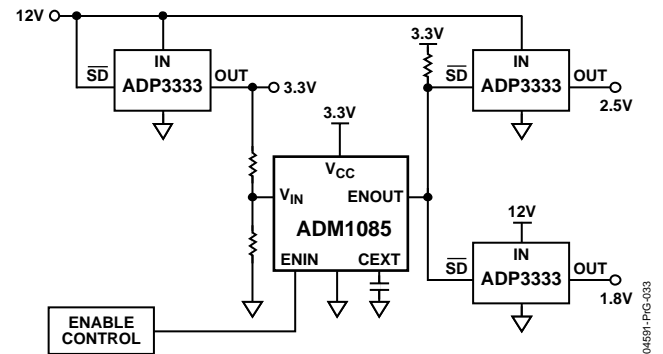 12V
3.3V
IN
IN
SD
ADP3333
OUT
3.3V
SD
ADP3333
OUT
2.5V
3.3V
VCC
VIN
ENOUT
ADM1085
12V
IN
ENIN
CEXT
SD
ADP3333
OUT
1.8V
ENABLE
CONTROL
04591-PrG-033